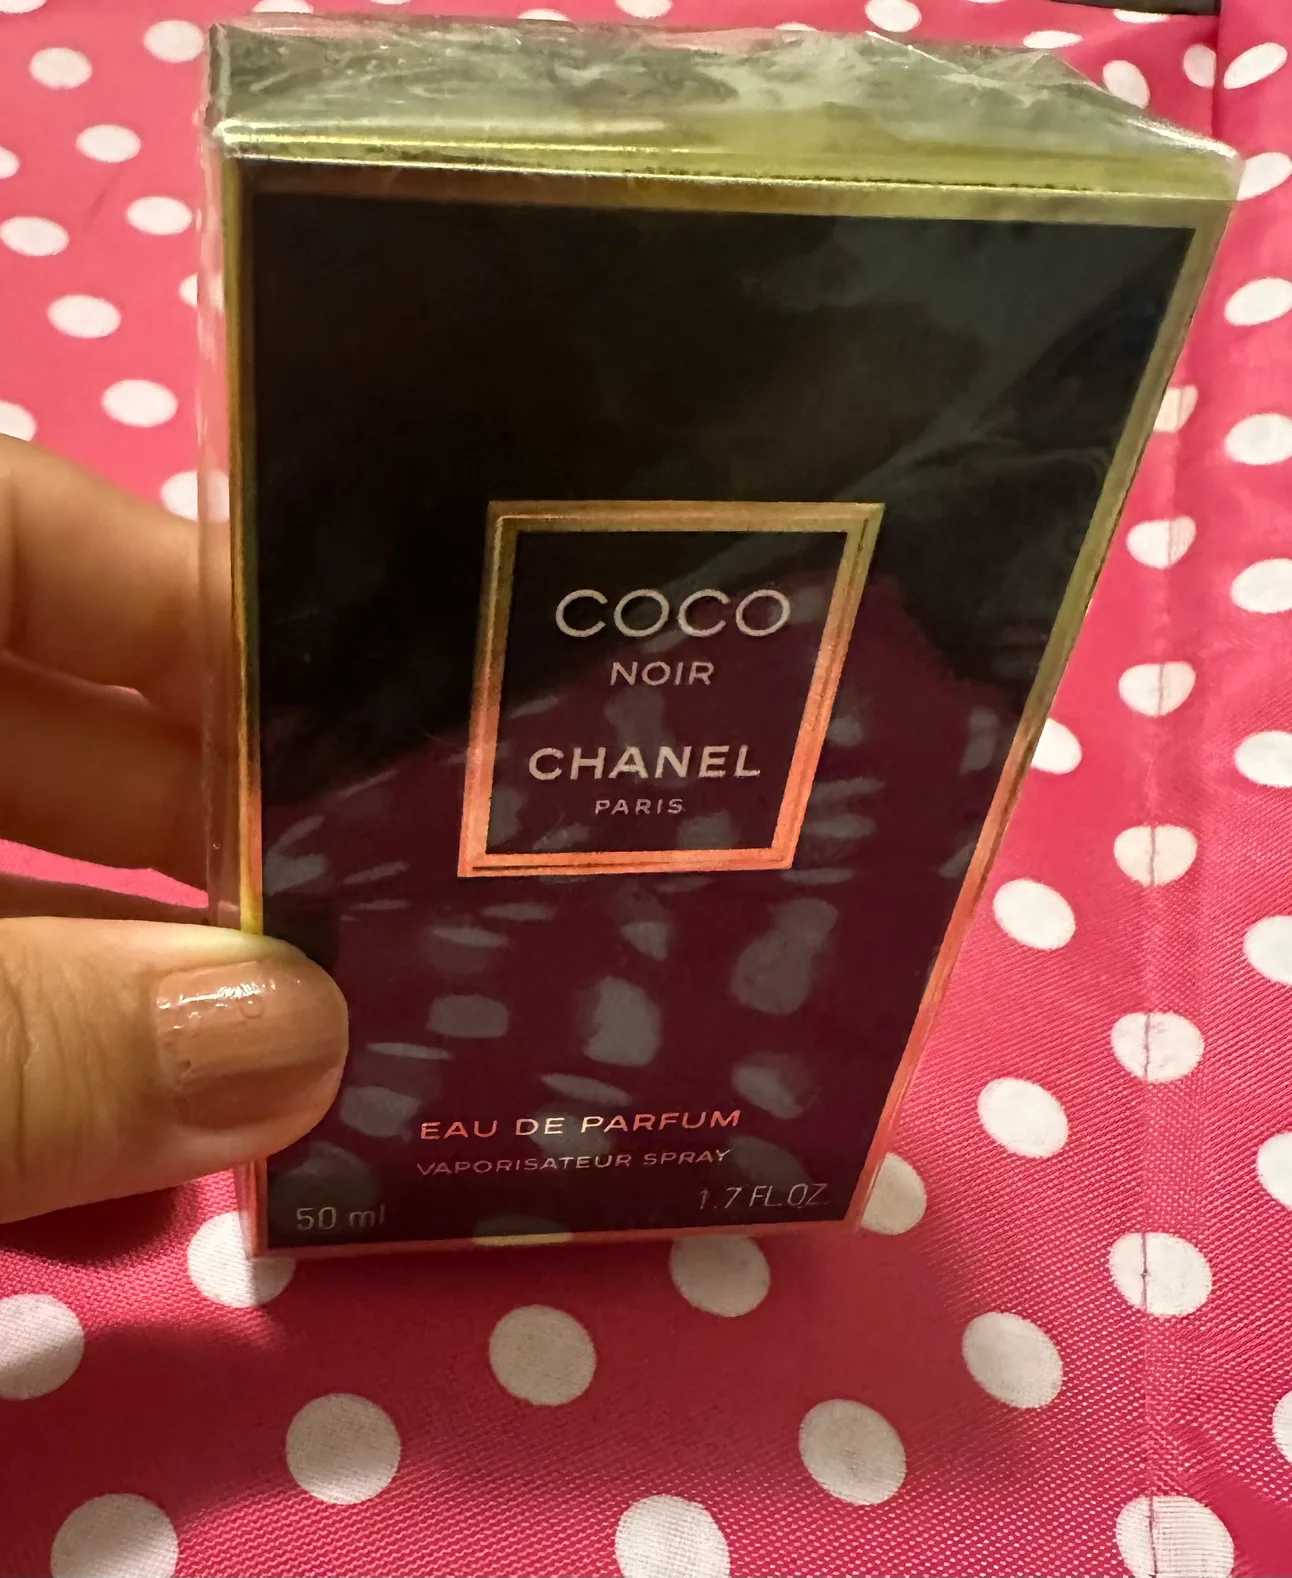 COCO
NOIR
CHANEL
PARIS
EAU DE PARFUM
VAPORISATEUR SPRAY
50 ml
1.7 FL.OZ.